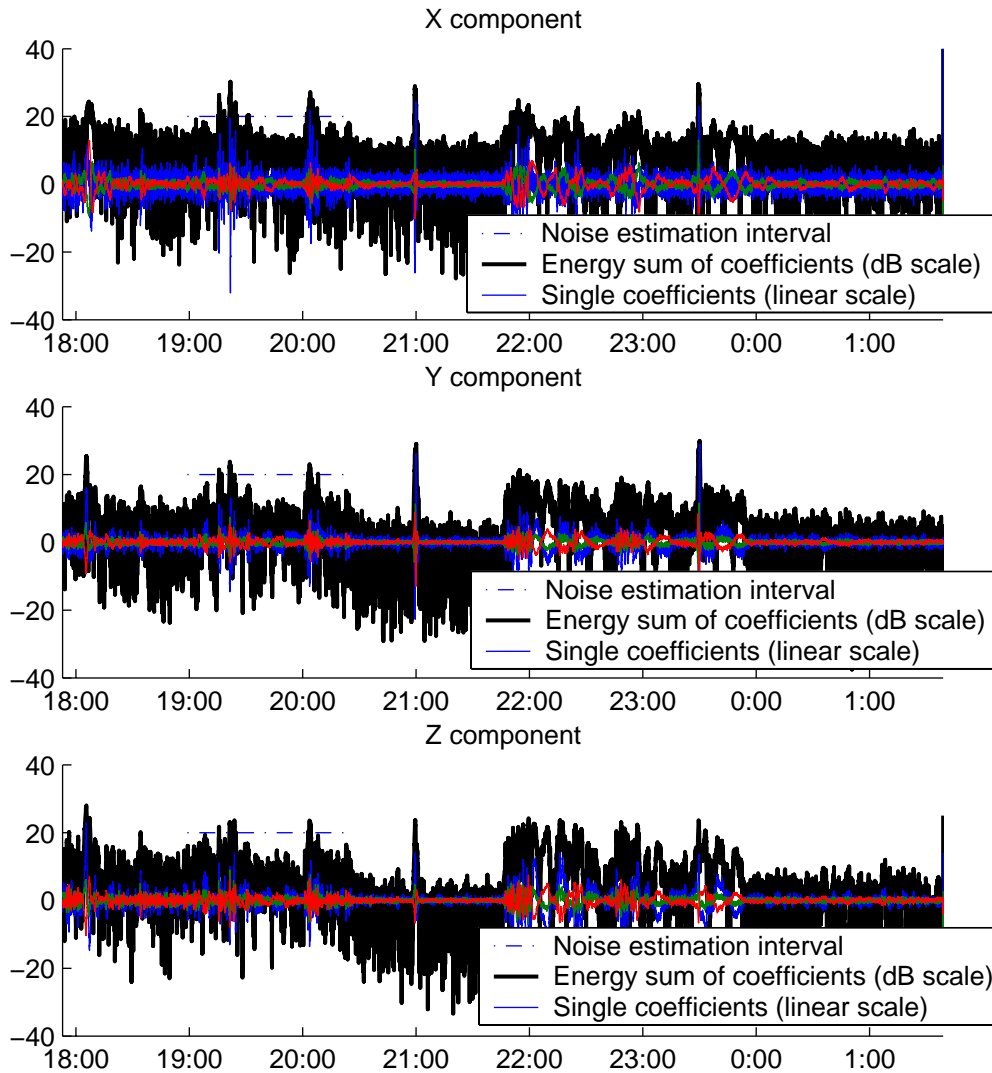 X component
40
20
0
−20
−40
Noise estimation interval
Energy sum of coefficients (dB scale)
Single coefficients (linear scale)
18:00 19:00 20:00 21:00 22:00 23:00 0:00 1:00
Y component
40
20
0
−20
−40
Noise estimation interval
Energy sum of coefficients (dB scale)
Single coefficients (linear scale)
18:00 19:00 20:00 21:00 22:00 23:00 0:00 1:00
Z component
40
20
0
−20
−40
Noise estimation interval
Energy sum of coefficients (dB scale)
Single coefficients (linear scale)
18:00 19:00 20:00 21:00 22:00 23:00 0:00 1:00